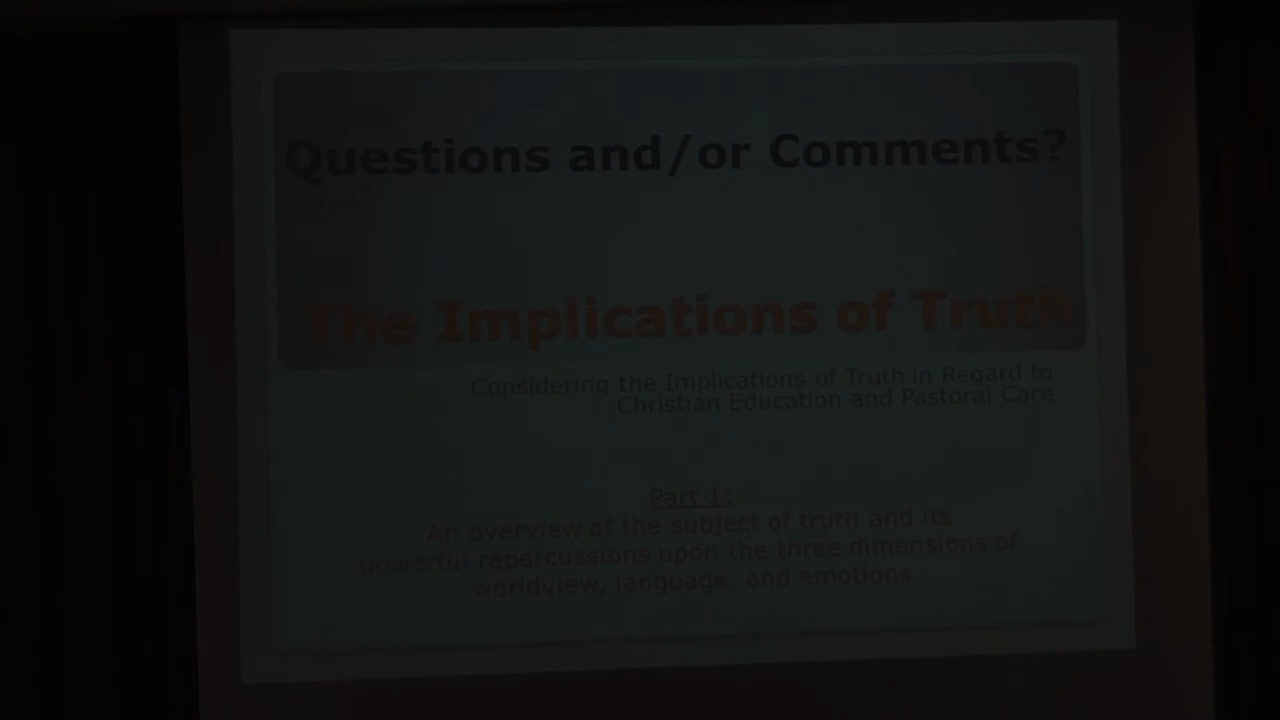 Questions and/or Comments?
The Implications of Truth
Considering the Implications of Truth in Regard to
Christian Education and Pastoral Care
Part 1:
An overview of the subject of truth and its
powerful repercussions upon the three dimensions of
worldview, language, and emotions